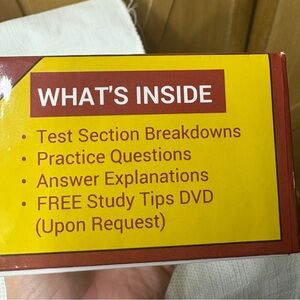 WHAT'S INSIDE
• Test Section Breakdowns
• Practice Questions
• Answer Explanations
• FREE Study Tips DVD
(Upon Request)